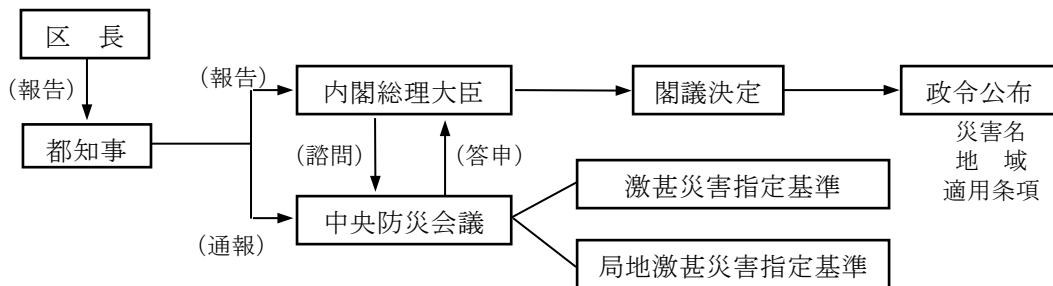 区　長
(報告)
都知事
(報告)
(通報)
内閣総理大臣
(諮問)
(答申)
中央防災会議
閣議決定
政令公布
災害名
地　域
適用条項
激甚災害指定基準
局地激甚災害指定基準